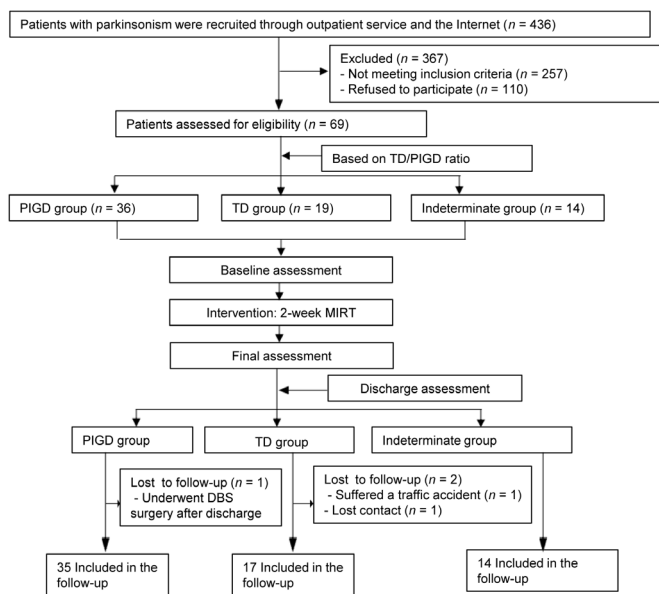 Patients with parkinsonism were recruited through outpatient service and the Internet (n = 436)
Excluded (n = 367)
- Not meeting inclusion criteria (n = 257)
- Refused to participate (n = 110)
Patients assessed for eligibility (n = 69)
Based on TD/PIGD ratio
PIGD group (n = 36)
TD group (n = 19)
Indeterminate group (n = 14)
Baseline assessment
Intervention: 2-week MIRT
Final assessment
Discharge assessment
PIGD group
TD group
Indeterminate group
Lost to follow-up (n = 1)
- Underwent DBS
surgery after discharge
Lost to follow-up (n = 2)
- Suffered a traffic accident (n = 1)
- Lost contact (n = 1)
35 Included in the
follow-up
17 Included in the
follow-up
14 Included in the
follow-up